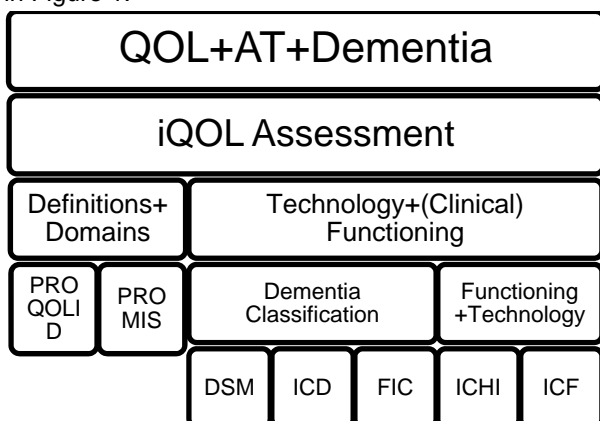 in Figure 1.
QOL+AT+Dementia
iQOL Assessment
Definitions+
Domains
Technology+(Clinical)
Functioning
PRO
QOLI
D
PRO
MIS
Dementia
Classification
Functioning
+Technology
DSM
ICD
FIC
ICHI
ICF